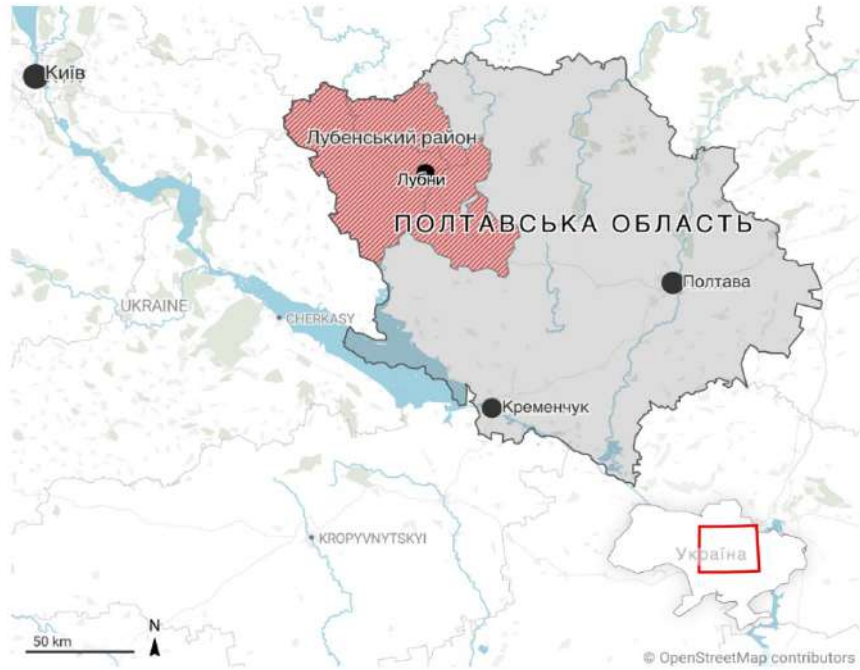 Київ
Лубенський район
Лубни
ПОЛТАВСЬКА ОБЛАСТЬ
Полтава
UKRAINE
CHERKASY
Кременчук
KROPYVNYTSKYI
Україна
50 km
N
© OpenStreetMap contributors